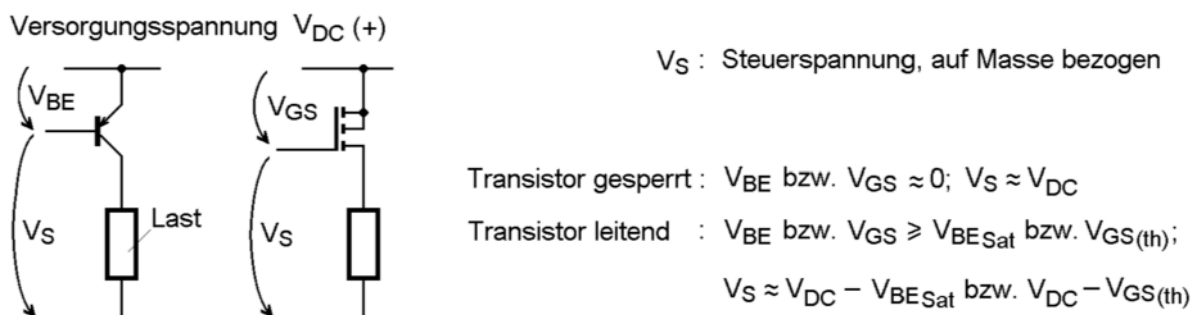 Versorgungsspannung V_DC (+)
V_S : Steuerspannung, auf Masse bezogen
V_BE
V_GS
Transistor gesperrt : V_BE bzw. V_GS ≈ 0; V_S ≈ V_DC
V_S
Last
V_S
Transistor leitend : V_BE bzw. V_GS ⩾ V_BE_Sat bzw. V_GS(th);
V_S ≈ V_DC − V_BE_Sat bzw. V_DC − V_GS(th)